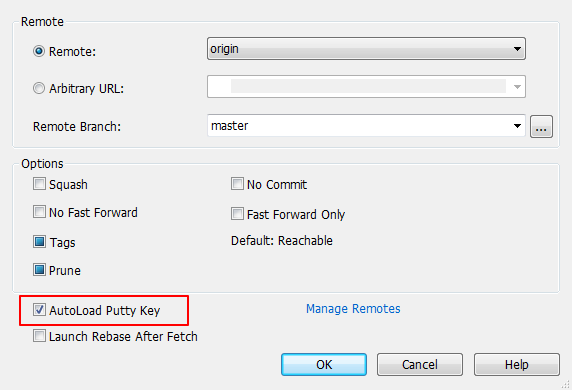 Remote
Remote: origin
Arbitrary URL:
Remote Branch: master ...
Options
Squash No Commit
No Fast Forward Fast Forward Only
Tags Default: Reachable
Prune
AutoLoad Putty Key Manage Remotes
Launch Rebase After Fetch
OK Cancel Help